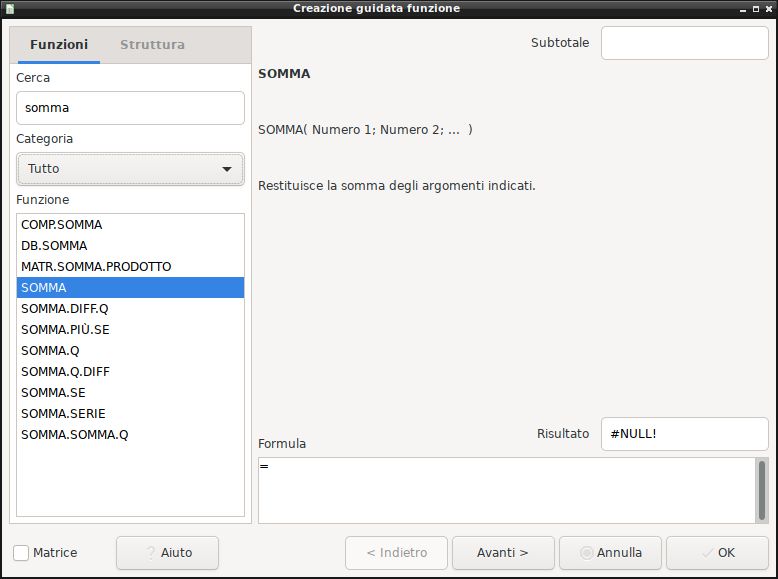 Creazione guidata funzione
Funzioni
Struttura
Cerca
somma
Categoria
Tutto
Funzione
COMP.SOMMA
DB.SOMMA
MATR.SOMMA.PRODOTTO
SOMMA
SOMMA.DIFF.Q
SOMMA.PIÙ.SE
SOMMA.Q
SOMMA.Q.DIFF
SOMMA.SE
SOMMA.SERIE
SOMMA.SOMMA.Q
Subtotale
SOMMA
SOMMA( Numero 1; Numero 2; ... )
Restituisce la somma degli argomenti indicati.
Risultato
#NULL!
Formula
=
Matrice
? Aiuto
< Indietro
Avanti >
Annulla
OK